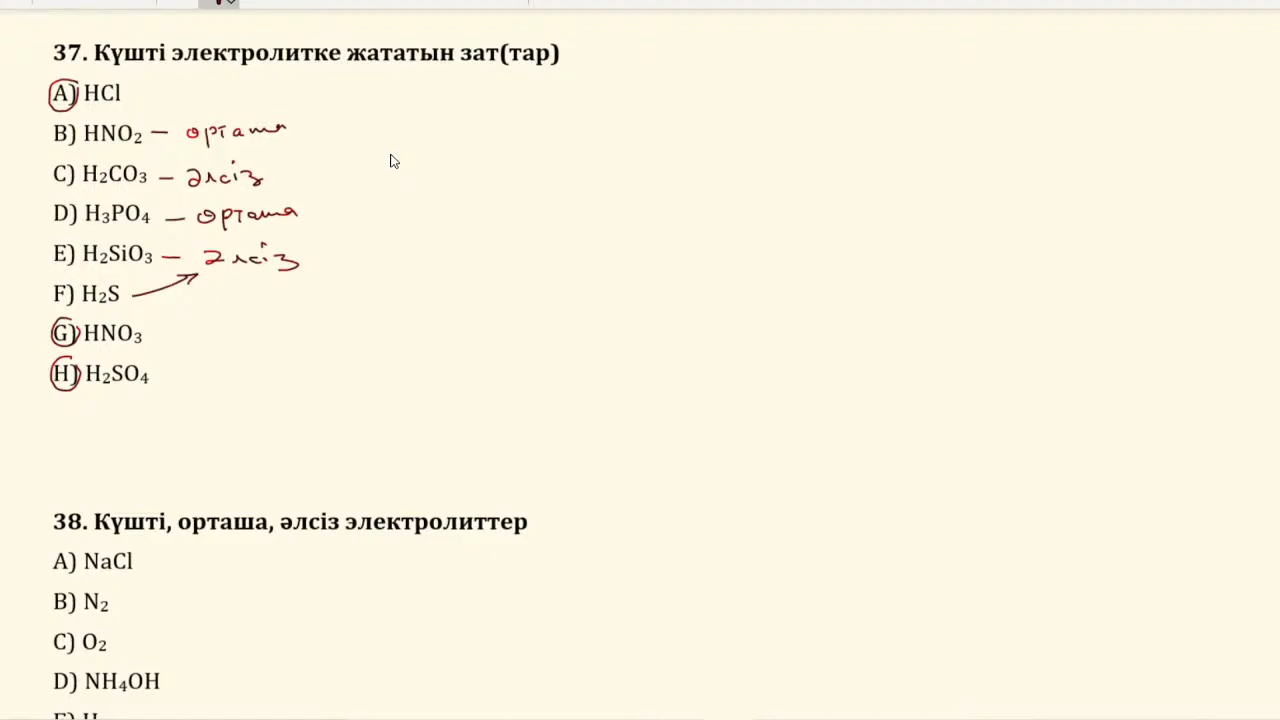 37. Күшті электролитке жататын зат(тар)
A) HCl
B) HNO₂ — орташа
C) H₂CO₃ — әлсіз
D) H₃PO₄ — орташа
E) H₂SiO₃ — әлсіз
F) H₂S
G) HNO₃
H) H₂SO₄
38. Күшті, орташа, әлсіз электролиттер
A) NaCl
B) N₂
C) O₂
D) NH₄OH